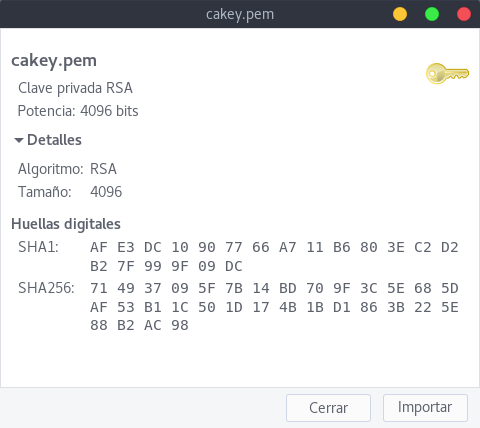 cakey.pem
cakey.pem
Clave privada RSA
Potencia: 4096 bits
Detalles
Algoritmo: RSA
Tamaño: 4096
Huellas digitales
SHA1: AF E3 DC 10 90 77 66 A7 11 B6 80 3E C2 D2
B2 7F 99 9F 09 DC
SHA256: 71 49 37 09 5F 7B 14 BD 70 9F 3C 5E 68 5D
AF 53 B1 1C 50 1D 17 4B 1B D1 86 3B 22 5E
88 B2 AC 98
Cerrar Importar